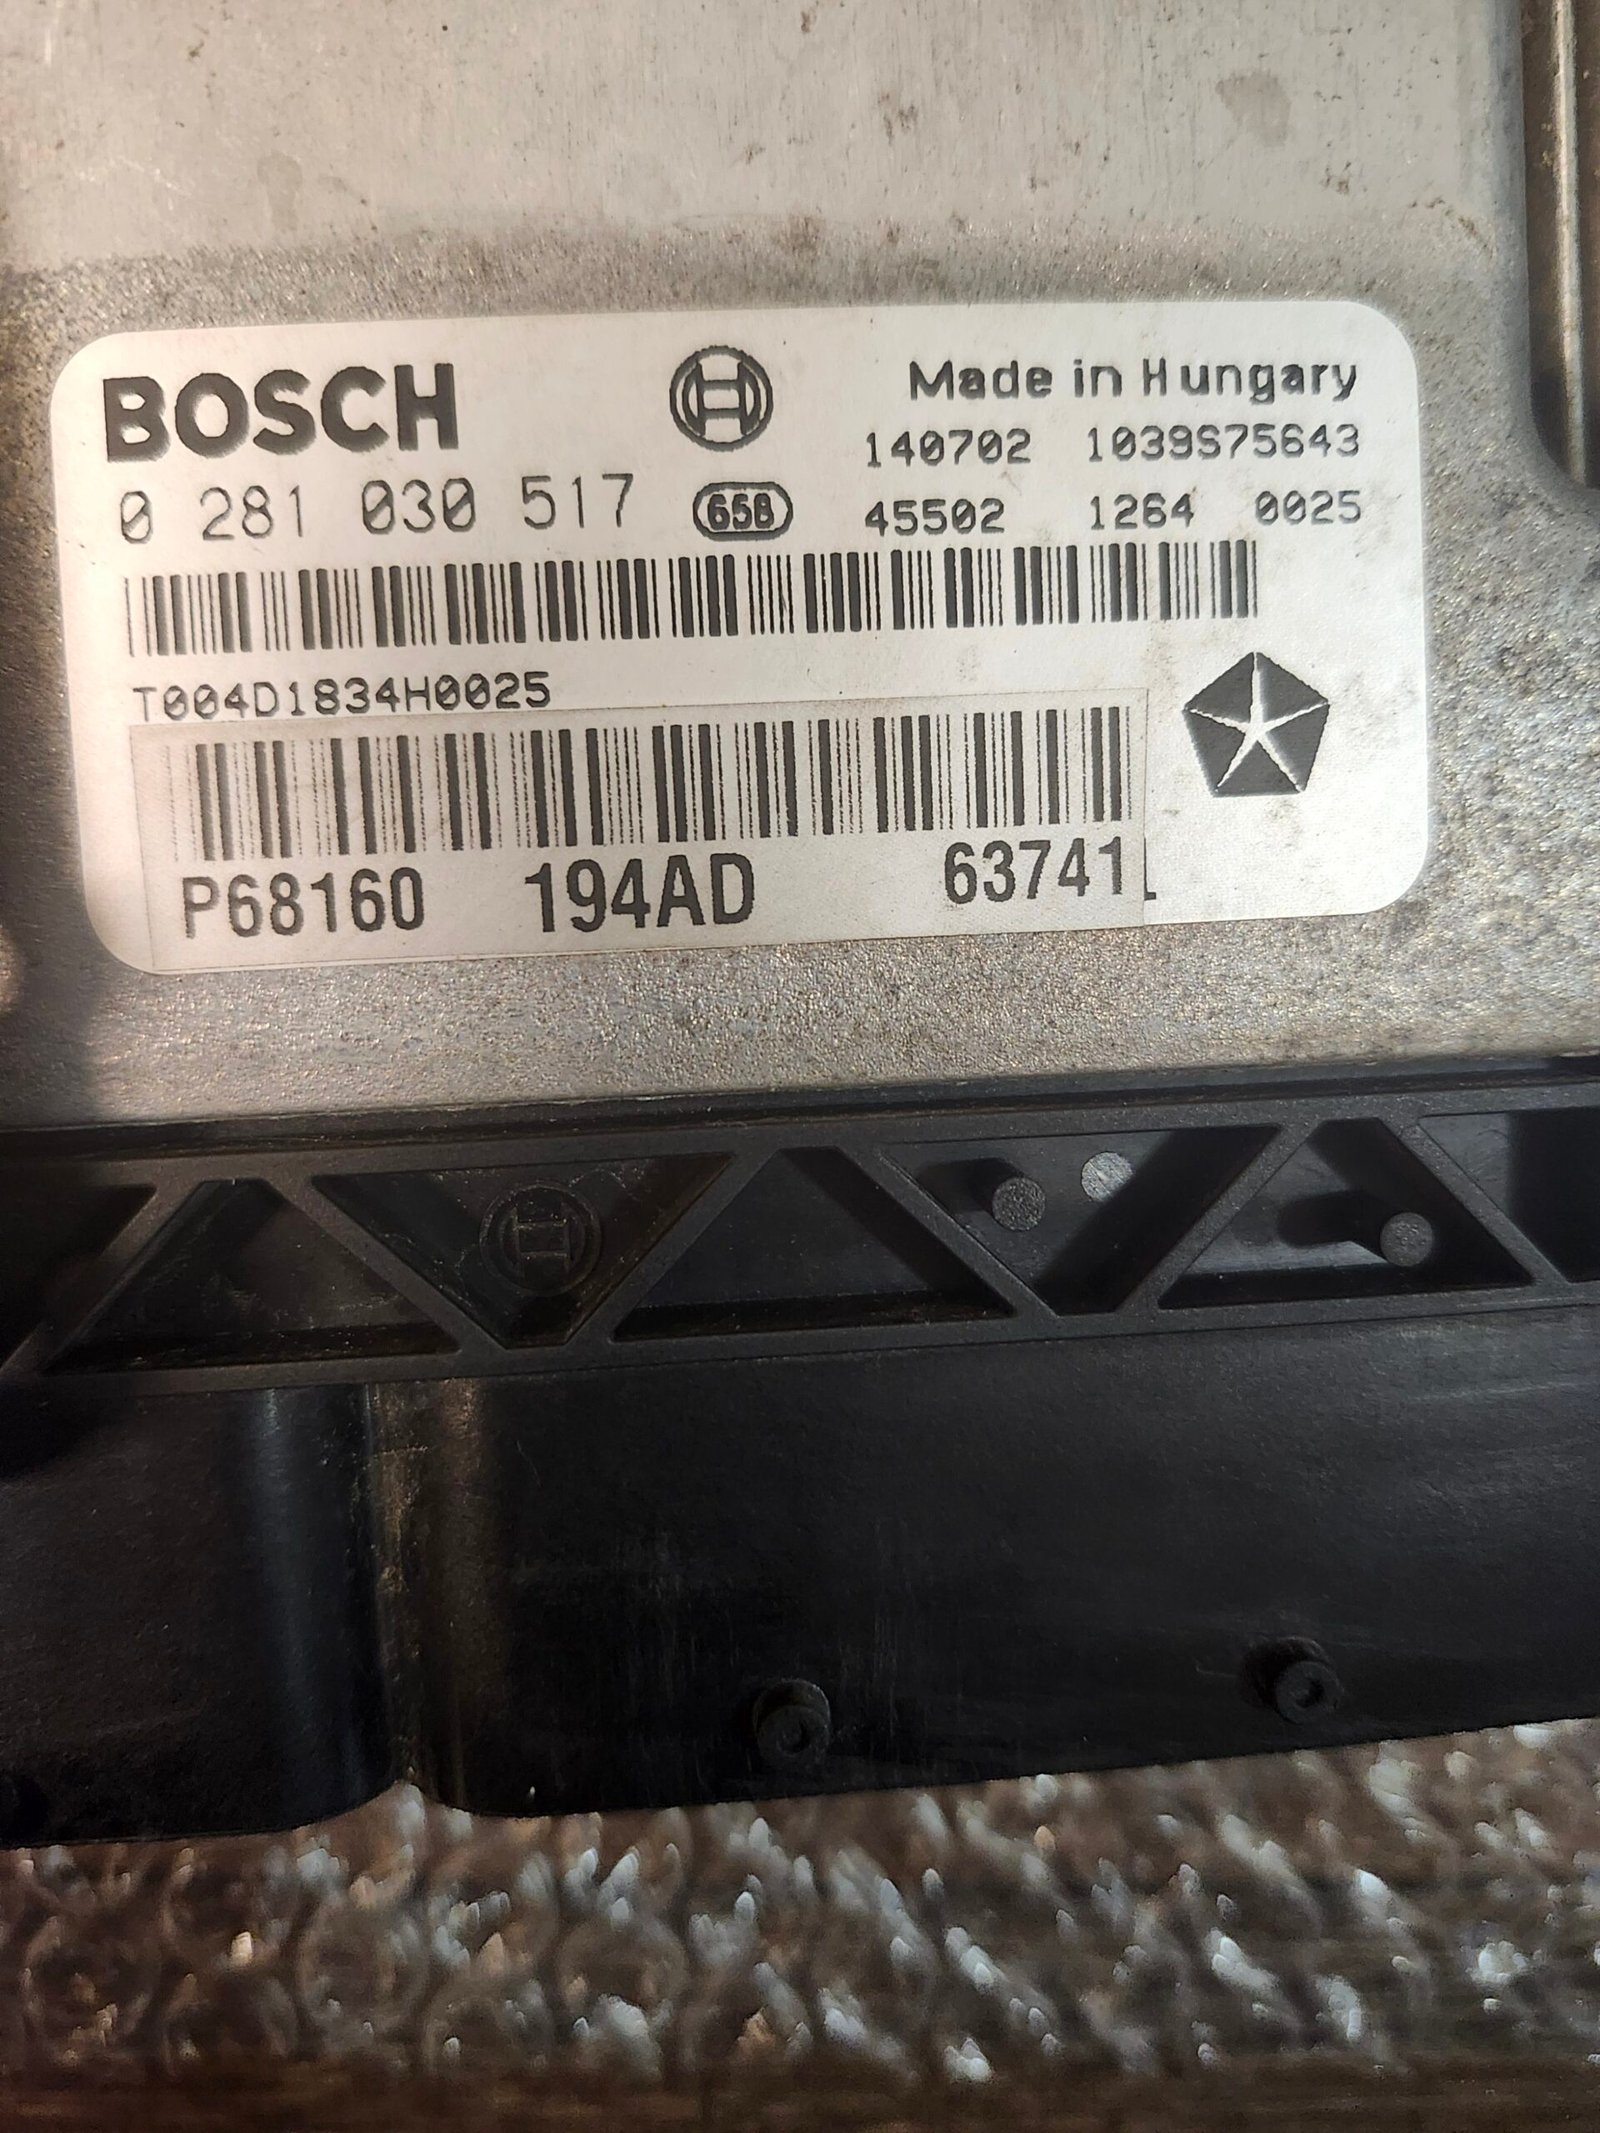 BOSCH
Made in Hungary
140702 1039S75643
0 281 030 517
658
45502 1264 0025
T004D1834H0025
P68160 194AD 63741